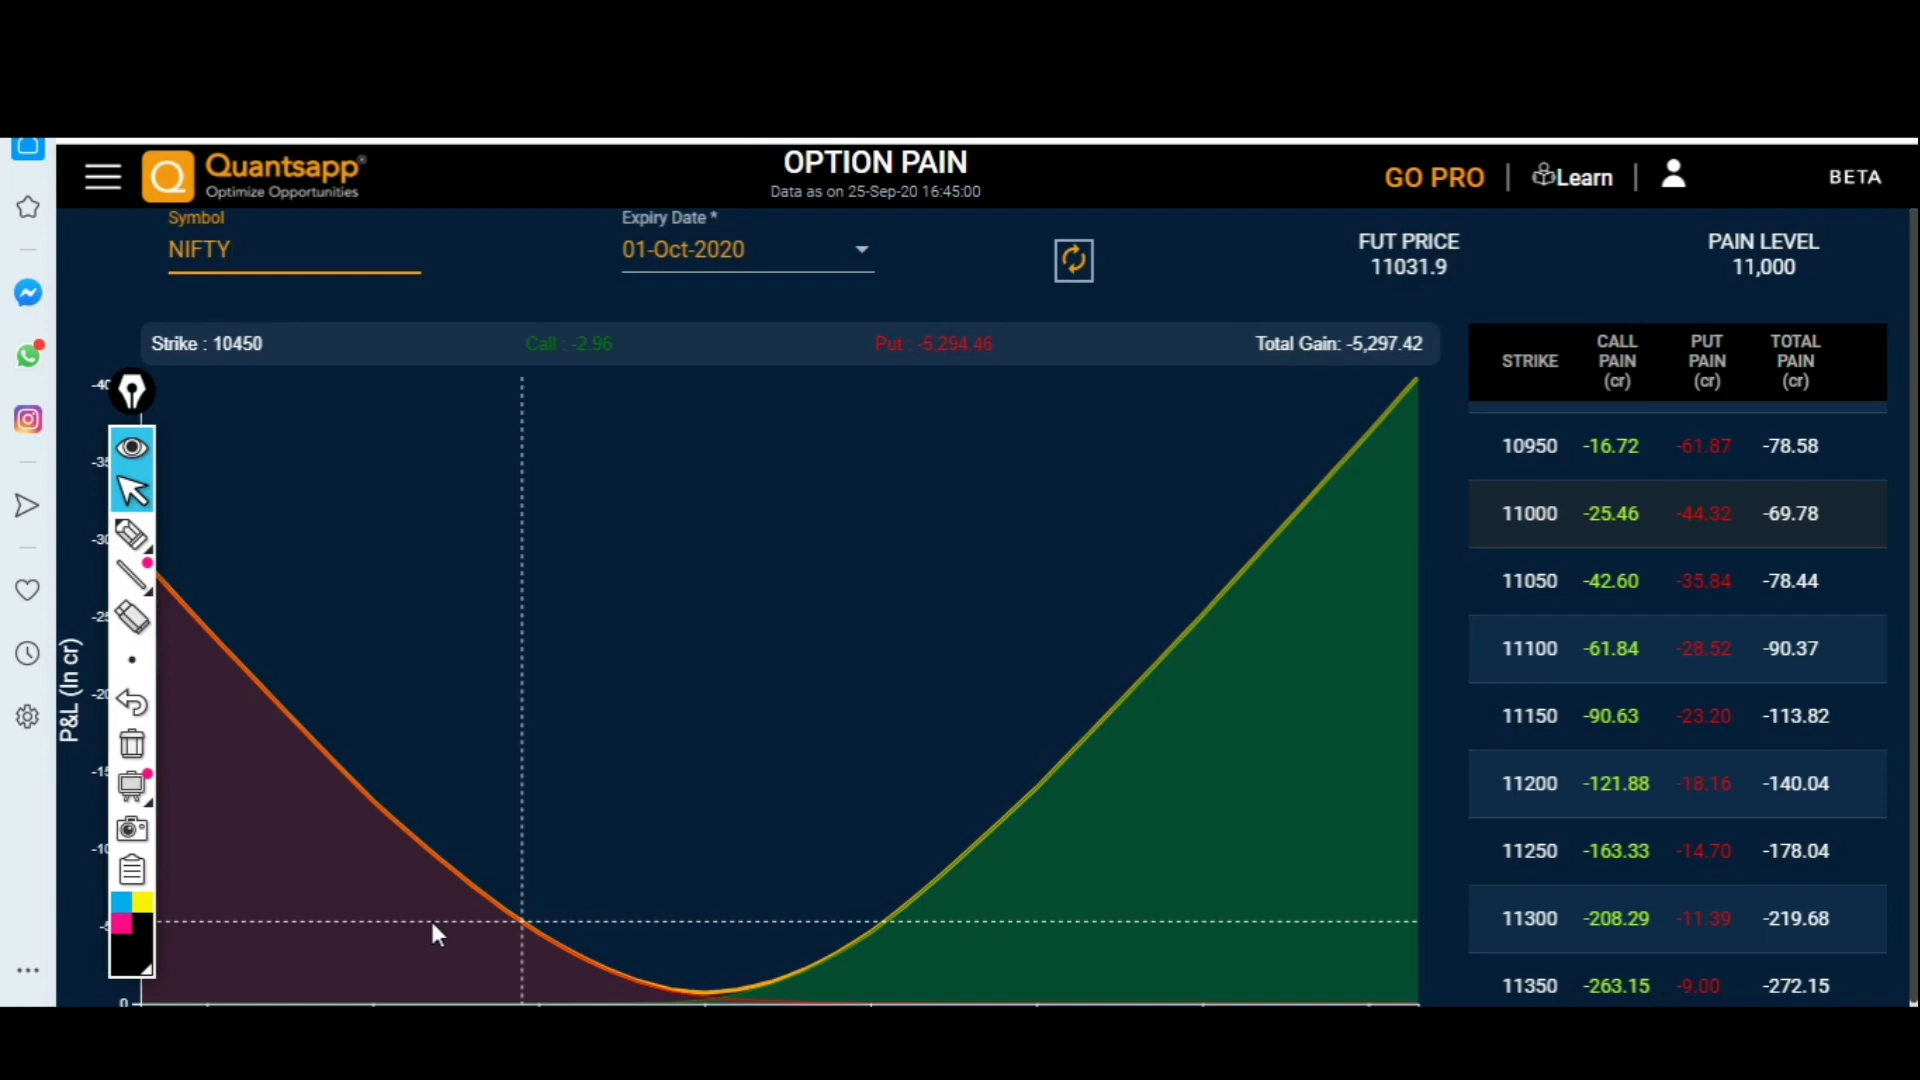 Quantsapp
Optimize Opportunities
OPTION PAIN
Data as on 25-Sep-20 16:45:00
GO PRO | Learn |
BETA
Symbol
NIFTY
Expiry Date *
01-Oct-2020
FUT PRICE
11031.9
PAIN LEVEL
11,000
Strike : 10450 Call : -2.96 Put : -5,294.46 Total Gain: -5,297.42
P&L (In cr)
0
STRIKE CALL PAIN (cr) PUT PAIN (cr) TOTAL PAIN (cr)
10950 -16.72 -61.87 -78.58
11000 -25.46 -44.32 -69.78
11050 -42.60 -35.84 -78.44
11100 -61.84 -28.52 -90.37
11150 -90.63 -23.20 -113.82
11200 -121.88 -18.16 -140.04
11250 -163.33 -14.70 -178.04
11300 -208.29 -11.39 -219.68
11350 -263.15 -9.00 -272.15